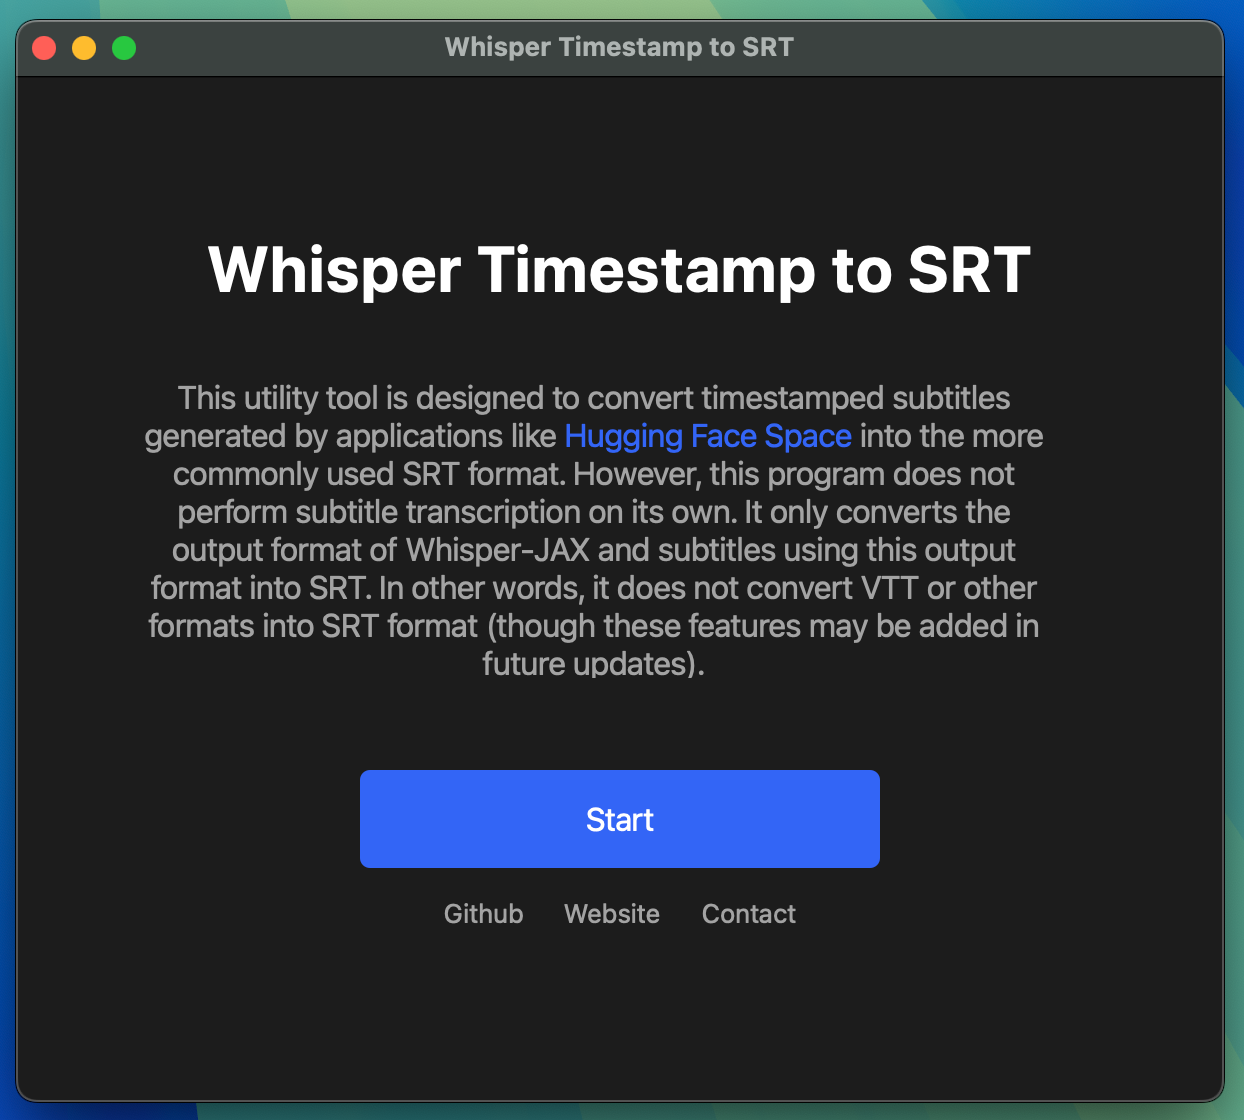 Whisper Timestamp to SRT
Whisper Timestamp to SRT
This utility tool is designed to convert timestamped subtitles
generated by applications like Hugging Face Space into the more
commonly used SRT format. However, this program does not
perform subtitle transcription on its own. It only converts the
output format of Whisper-JAX and subtitles using this output
format into SRT. In other words, it does not convert VTT or other
formats into SRT format (though these features may be added in
future updates).
Start
Github Website Contact